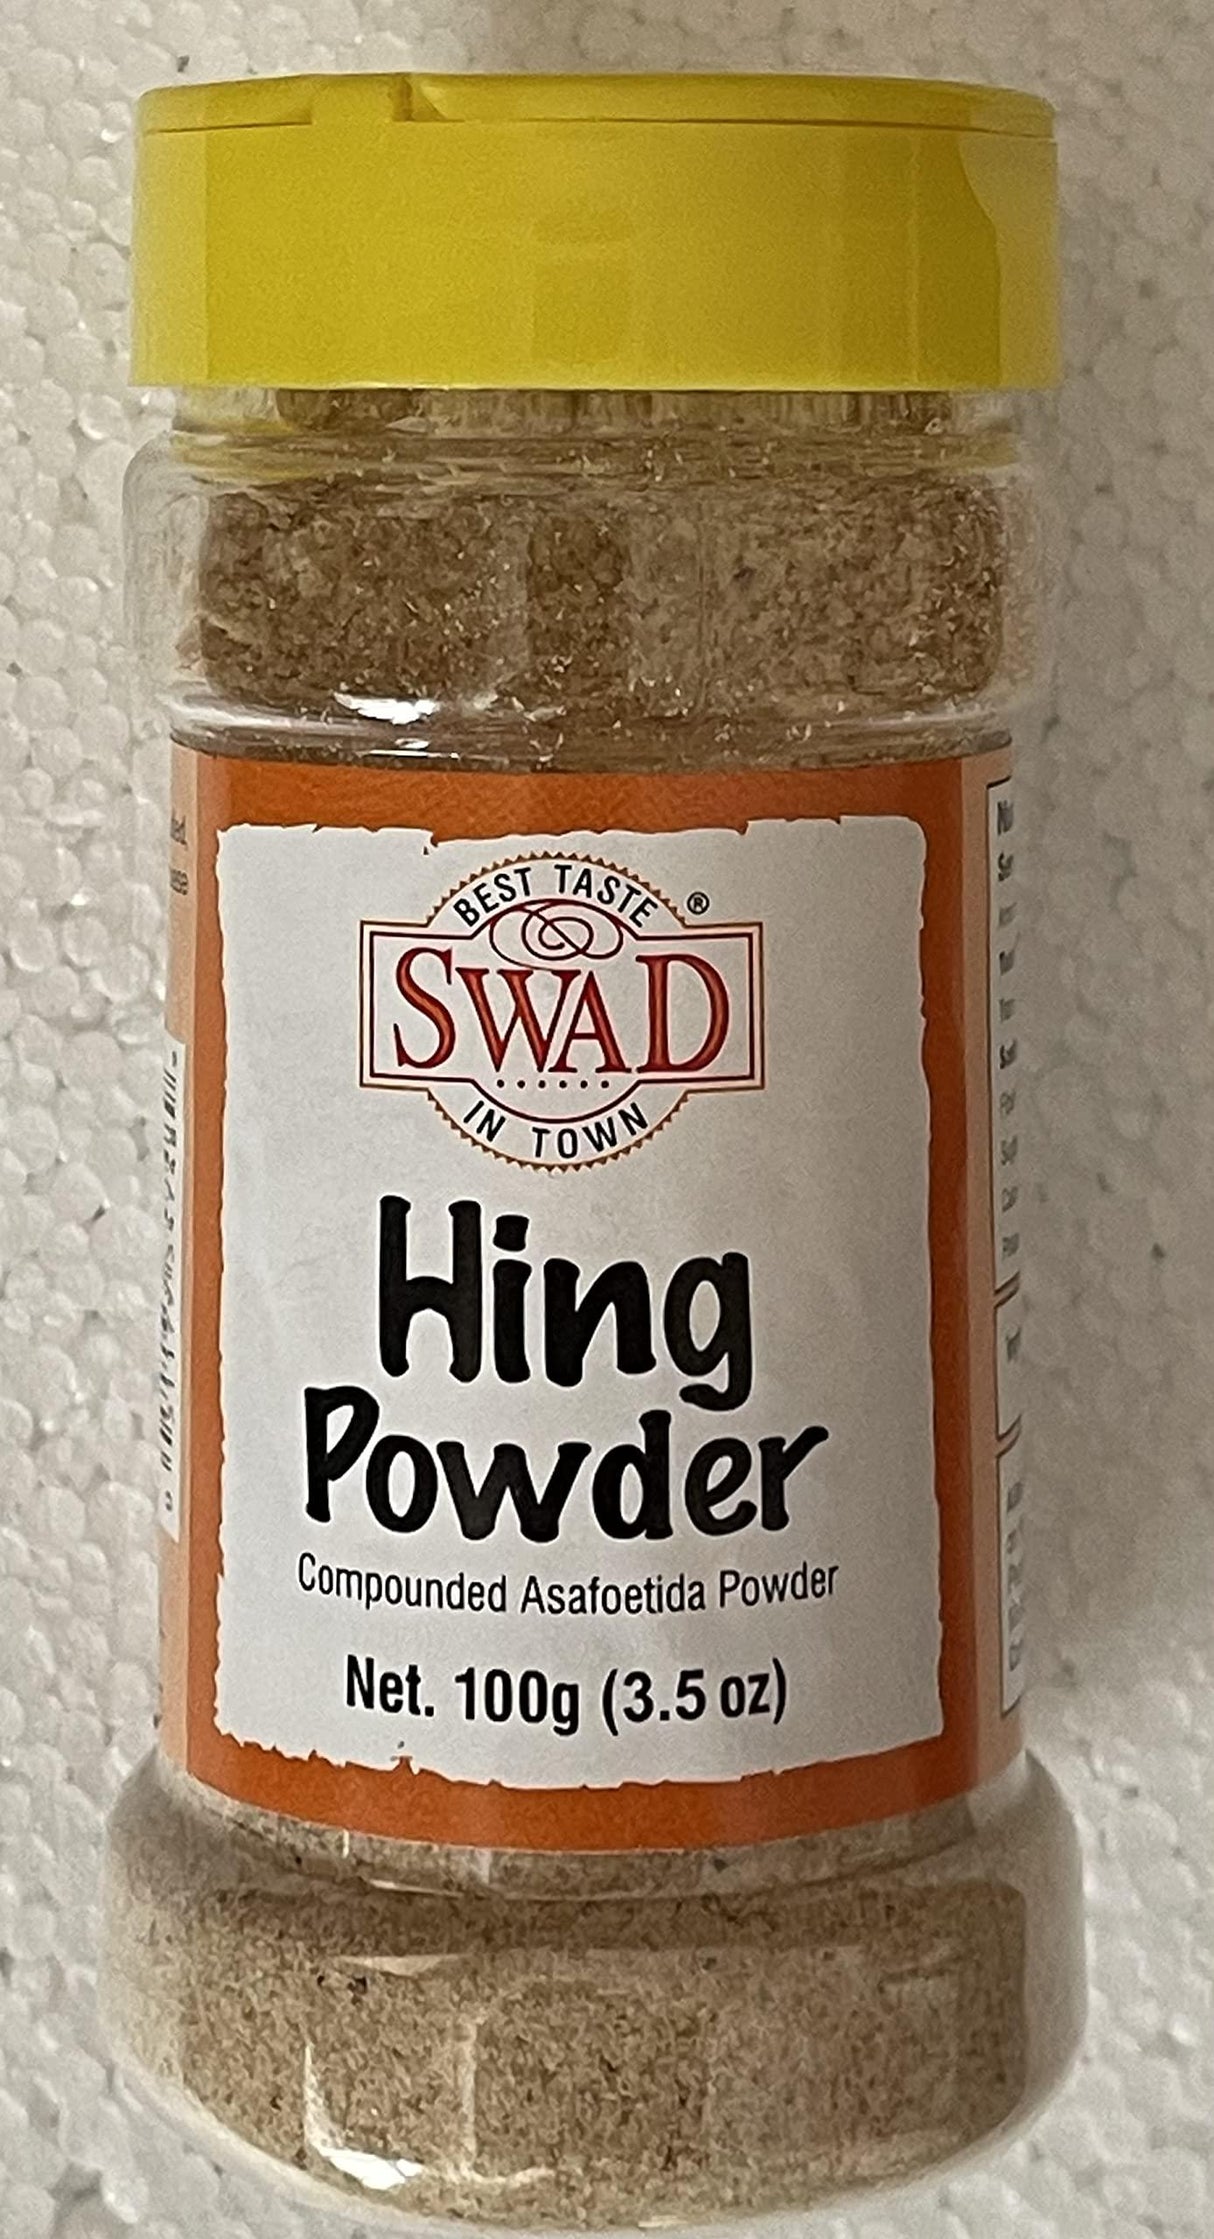 BEST TASTE ®
SWAD
IN TOWN
Hing
Powder
Compounded Asafoetida Powder
Net. 100g (3.5 oz)